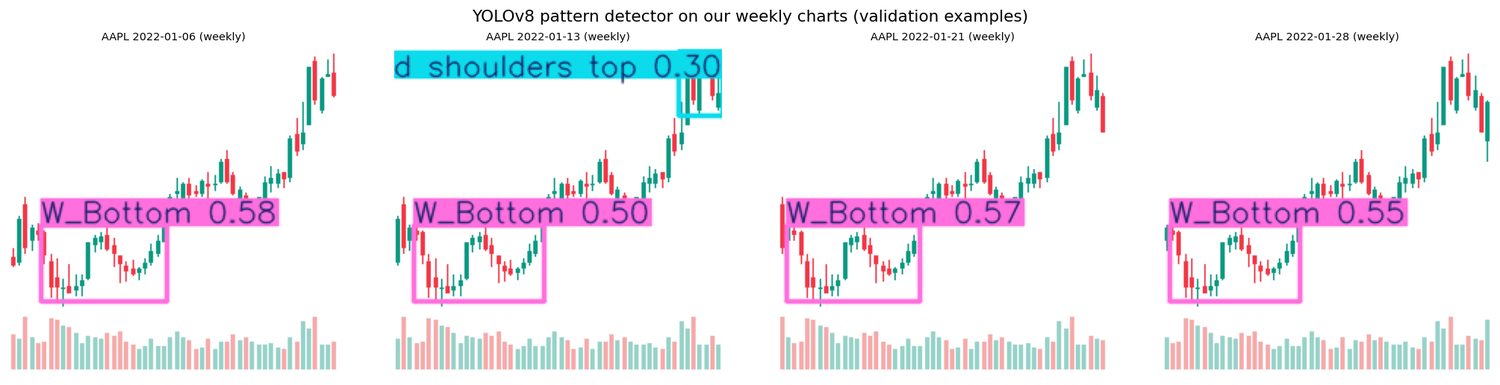 YOLOv8 pattern detector on our weekly charts (validation examples)
AAPL 2022-01-06 (weekly)
AAPL 2022-01-13 (weekly)
AAPL 2022-01-21 (weekly)
AAPL 2022-01-28 (weekly)
d shoulders top 0.30
W_Bottom 0.58
W_Bottom 0.50
W_Bottom 0.57
W_Bottom 0.55